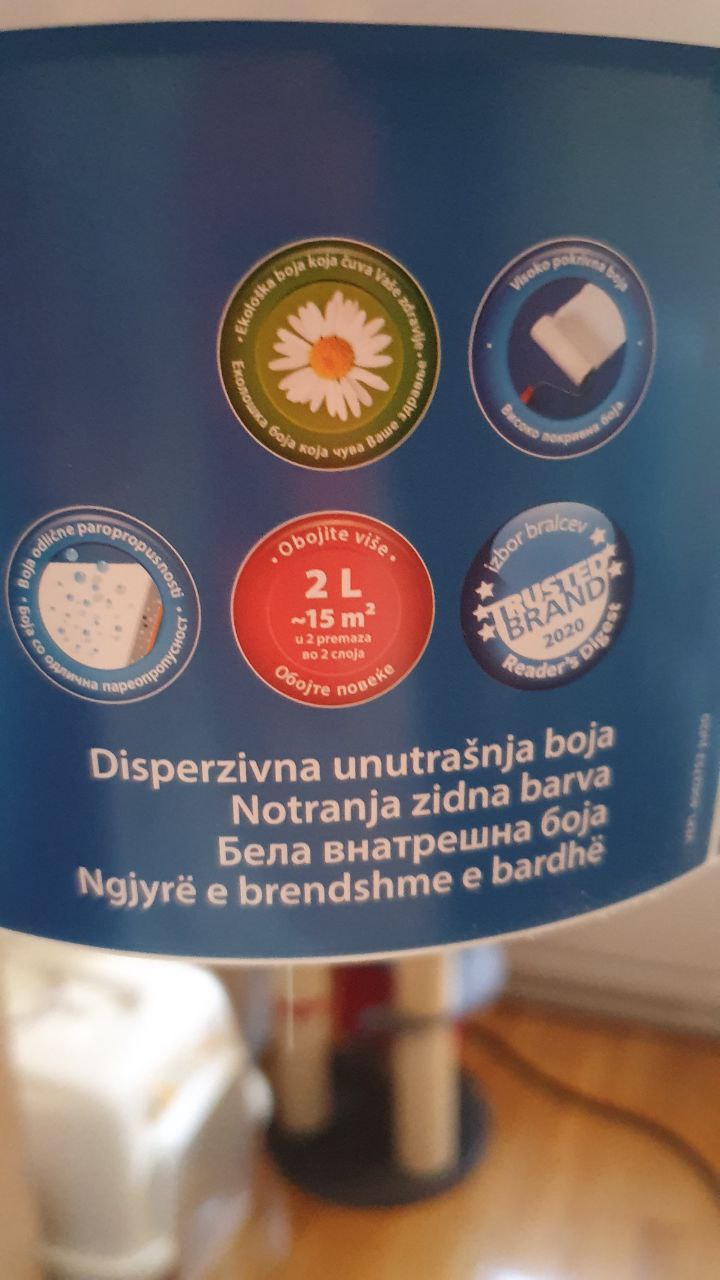 • Ekološka boja koja čuva Vaše zdravlje •
Еколошка боја која чува Ваше здравље
Visoko pokrivna boja
Високо покривна боја
Boja odlične paropropusnosti
Боја со одлична пареопропусност
• Obojite više •
2 L
~15 m²
u 2 premaza
во 2 слоја
Обојте повеќе
izbor bralcev
TRUSTED
BRAND
2020
Reader's Digest
Disperzivna unutrašnja boja
Notranja zidna barva
Бела внатрешна боја
Ngjyrë e brendshme e bardhë